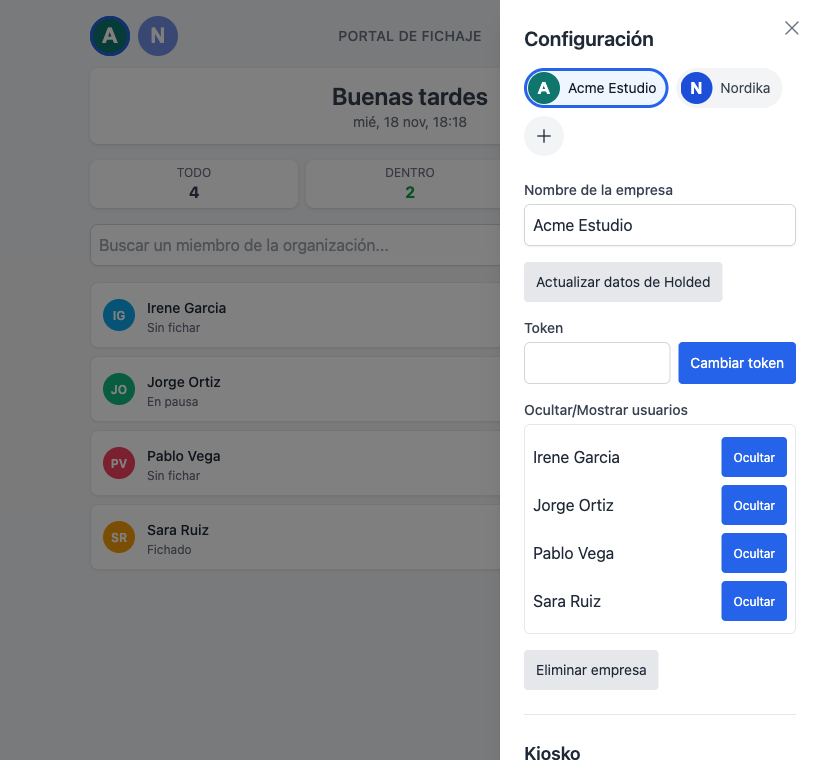 A N PORTAL DE FICHAJE
Buenas tardes
mié, 18 nov, 18:18
TODO
4
DENTRO
2
Buscar un miembro de la organización...
IG Irene Garcia
Sin fichar
JO Jorge Ortiz
En pausa
PV Pablo Vega
Sin fichar
SR Sara Ruiz
Fichado
Configuración
A Acme Estudio
N Nordika
+
Nombre de la empresa
Acme Estudio
Actualizar datos de Holded
Token
Cambiar token
Ocultar/Mostrar usuarios
Irene Garcia Ocultar
Jorge Ortiz Ocultar
Pablo Vega Ocultar
Sara Ruiz Ocultar
Eliminar empresa
Kiosko